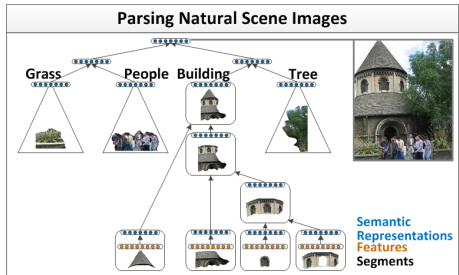 Parsing Natural Scene Images
Grass People Building Tree
Semantic
Representations
Features
Segments